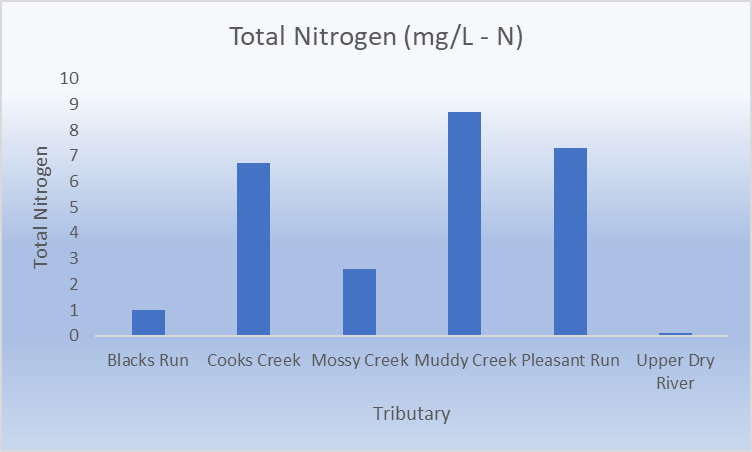 Total Nitrogen (mg/L - N)
Total Nitrogen
10
9
8
7
6
5
4
3
2
1
0
Blacks Run
Cooks Creek
Mossy Creek
Muddy Creek
Pleasant Run
Upper Dry
River
Tributary